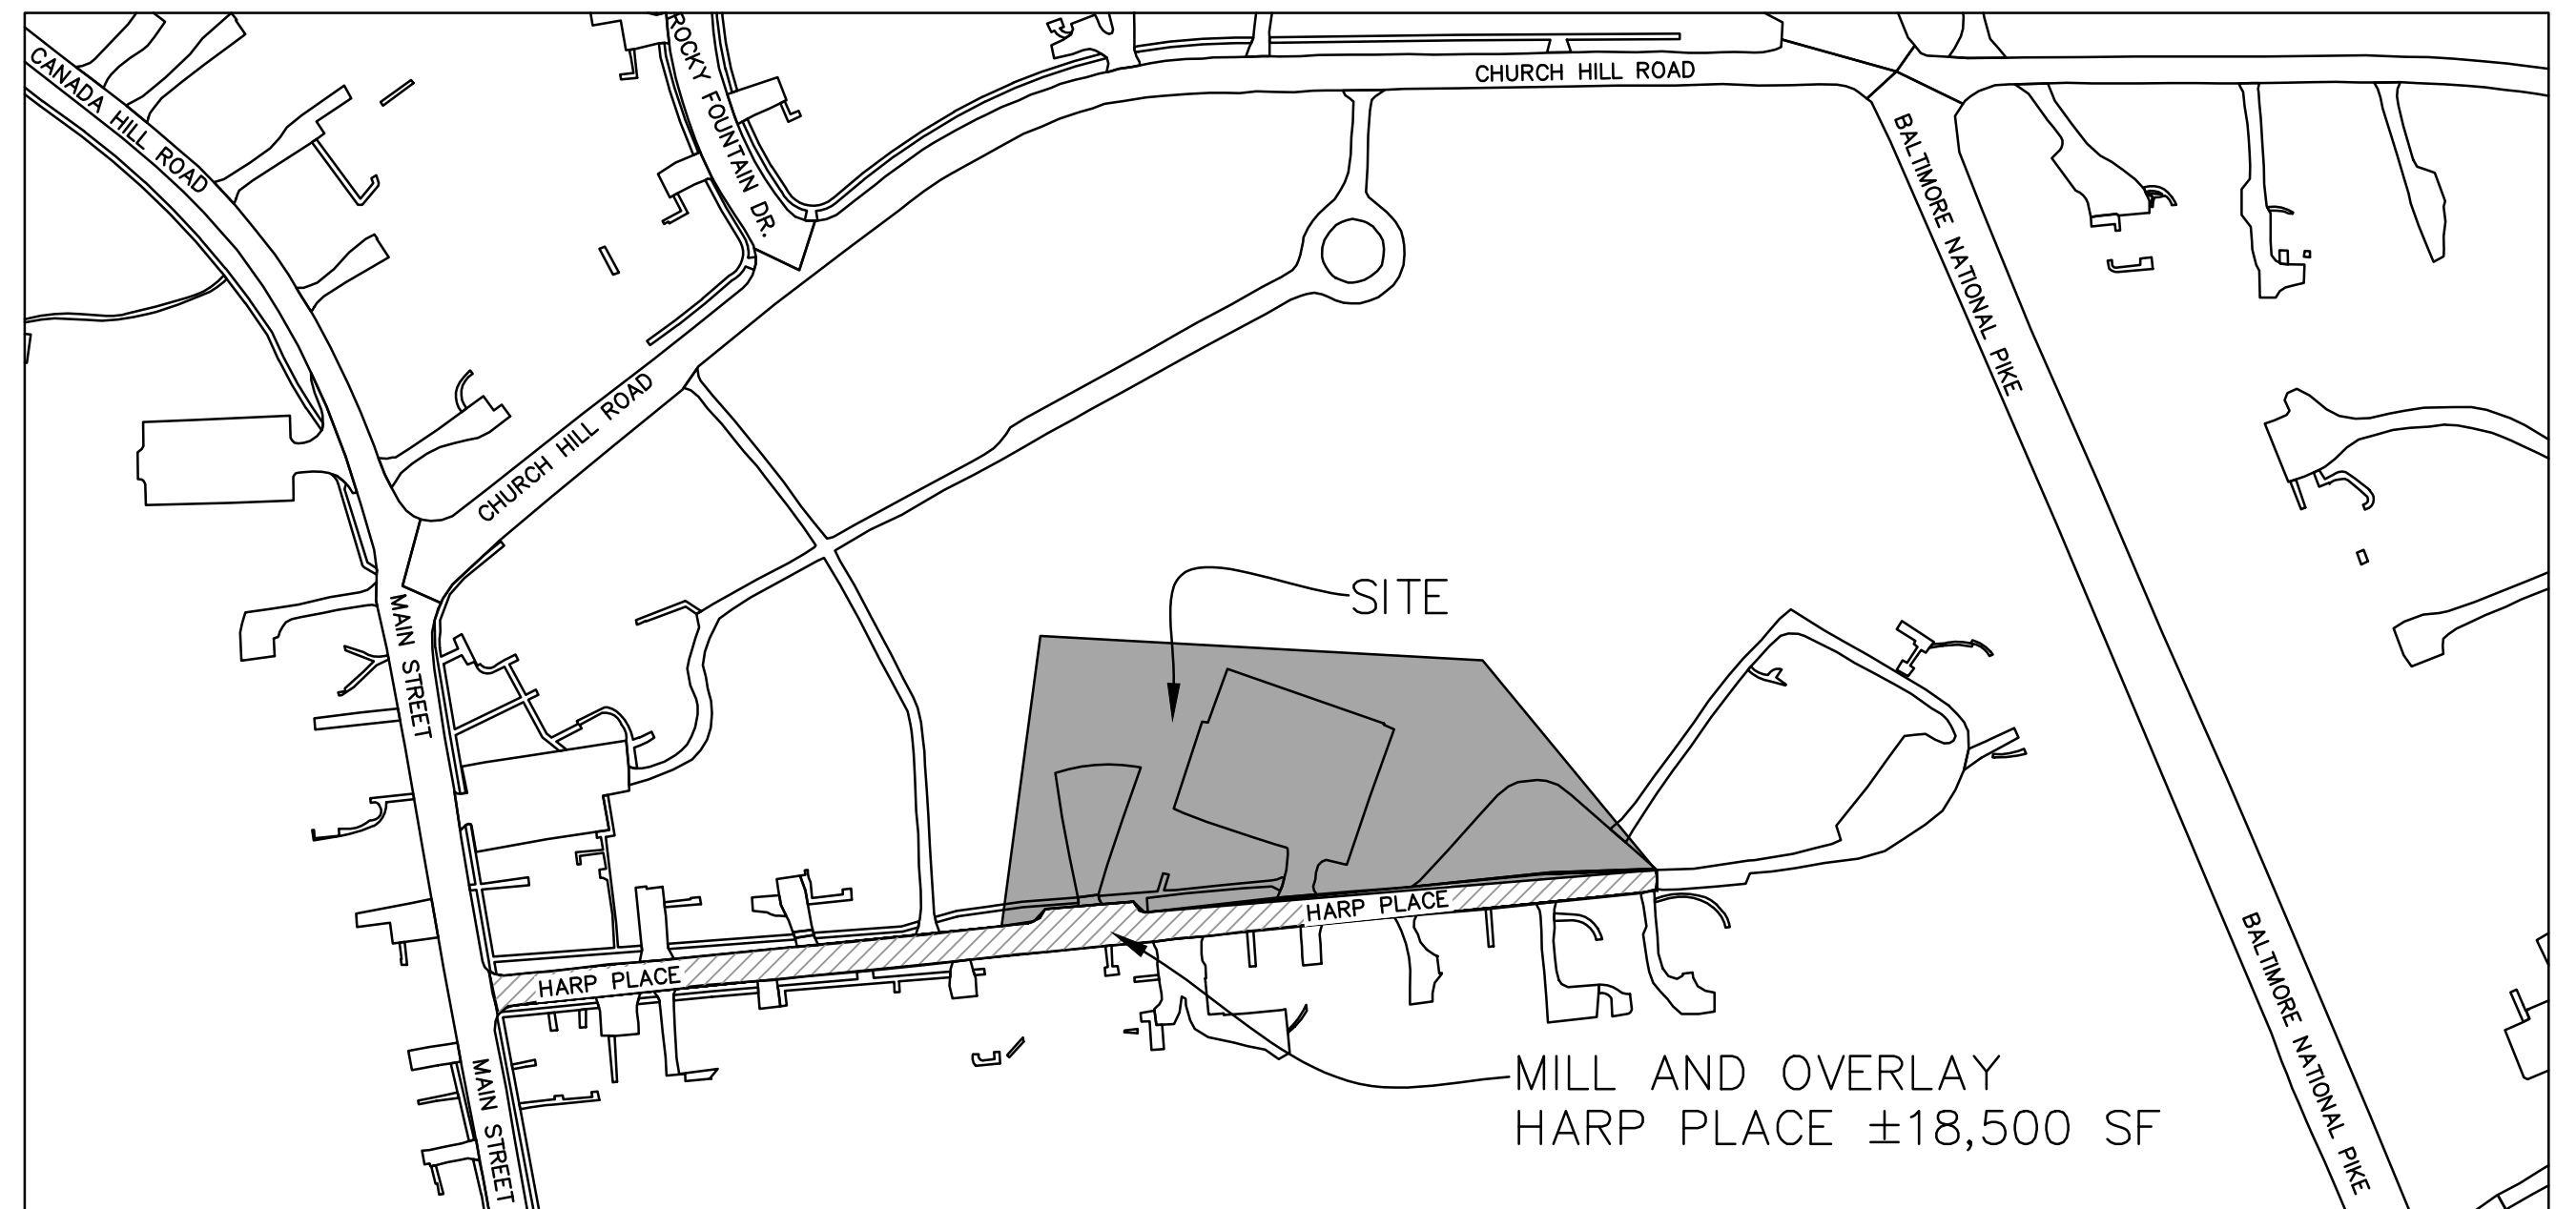 CANADA HILL ROAD
ROCKY FOUNTAIN DR.
CHURCH HILL ROAD
BALTIMORE NATIONAL PIKE
CHURCH HILL ROAD
SITE
MAIN STREET
HARP PLACE
HARP PLACE
BALTIMORE NATIONAL PIKE
MAIN STREET
MILL AND OVERLAY
HARP PLACE ±18,500 SF